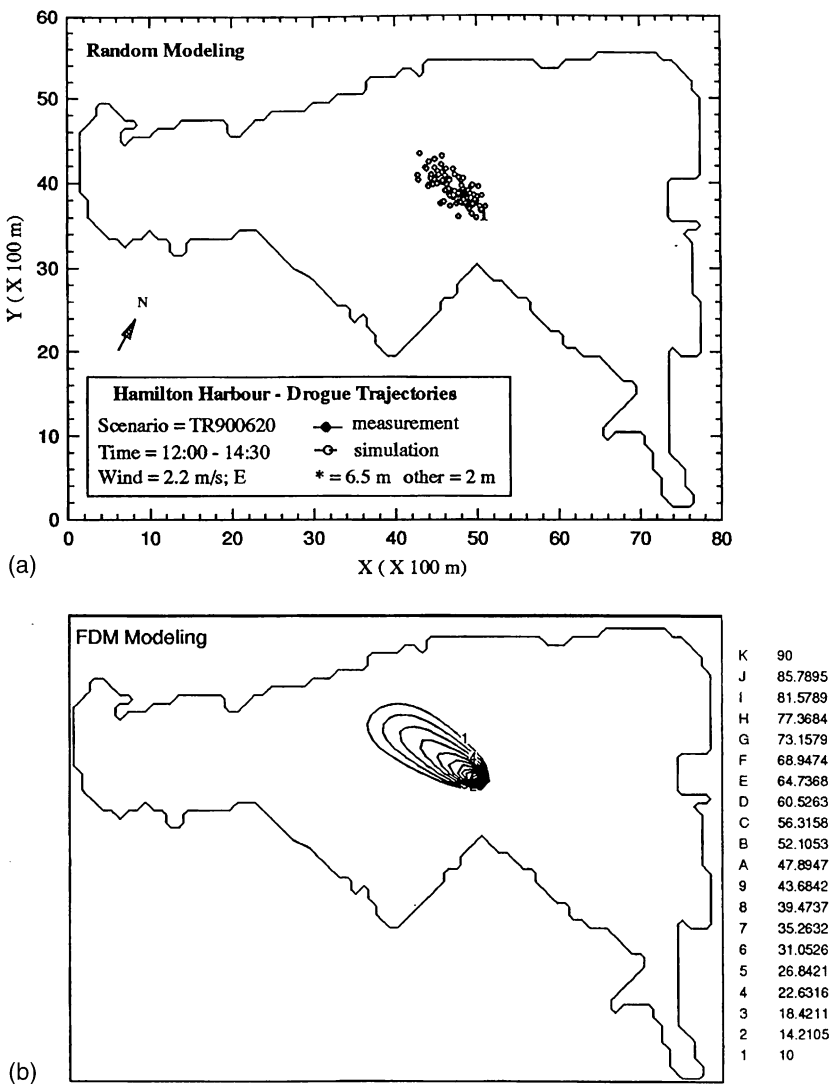 60
Random Modeling
50
40
30
20
10
0
Y ( X 100 m)
1
N
Hamilton Harbour - Drogue Trajectories
Scenario = TR900620
measurement
Time = 12:00 - 14:30
simulation
Wind = 2.2 m/s; E
* = 6.5 m other = 2 m
0 10 20 30 40 50 60 70 80
X ( X 100 m)
(a)
FDM Modeling
1
4
K 90
J 85.7895
I 81.5789
H 77.3684
G 73.1579
F 68.9474
E 64.7368
D 60.5263
C 56.3158
B 52.1053
A 47.8947
9 43.6842
8 39.4737
7 35.2632
6 31.0526
5 26.8421
4 22.6316
3 18.4211
2 14.2105
1 10
(b)